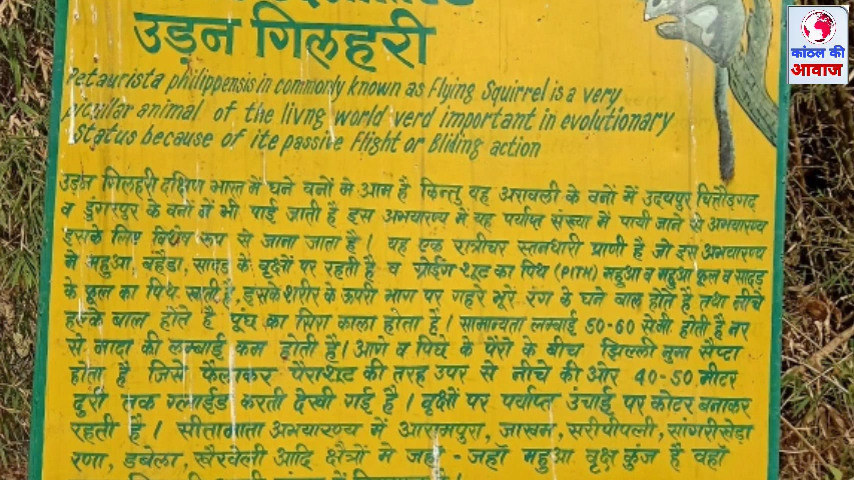 उड़न गिलहरी
Petaurista philippensis in commonly known as Flying Squirrel is a very
piculiar animal of the livng world verd important in evolutionary
Status because of ite passive Flight or Bliding action
उड़न गिलहरी दक्षिण भारत में घने वनों मे आम है किन्तु यह अरावली के वनों में उदयपुर चित्तौड़गढ़
व डुंगरपुर के वनों में भी पाई जाती है इस अभयारण्य में यह पर्याप्त संख्या में पायी जाने से अभयारण्य
इसके लिए विशेष रूप से जाना जाता है। यह एक रात्रीचर स्तनधारी प्राणी है जो इस अभयारण्य
मे महुआ, बहैडा, सादड़ के वृक्षों पर रहती है व ग्रोईंग शूट का पिथ (PITH) महुआ व महुआ फूल व सादड़
के फूल का पिथ खाती है, इसके शरीर के ऊपरी भाग पर गहरे भूरे रंग के घने बाल होते है तथा नीचे
हल्के बाल होते है पूंछ का सिरा काला होता है। सामान्यता लम्बाई 50-60 सेमी होती है नर
से मादा की लम्बाई कम होती है। आगे व पिछे के पैरो के बीच झिल्ली नुमा सैप्टा
होता है जिसे फैलाकर पैराशूट की तरह उपर से नीचे की ओर 40-50 मीटर
दुरी तक ग्लाईड करती देखी गई है। वृक्षों पर पर्याप्त उंचाई पर कोटर बनाकर
रहती है। सीतामाता अभयारण्य में आरामपुरा, जाखम, सरीपीपली, सागरीखेड़ा
रणा, डबेला, खैरवेली आदि क्षैत्रों मे जहाँ - जहाँ महुआ वृक्ष कुंज है वहाँ
कांठल की
आवाज